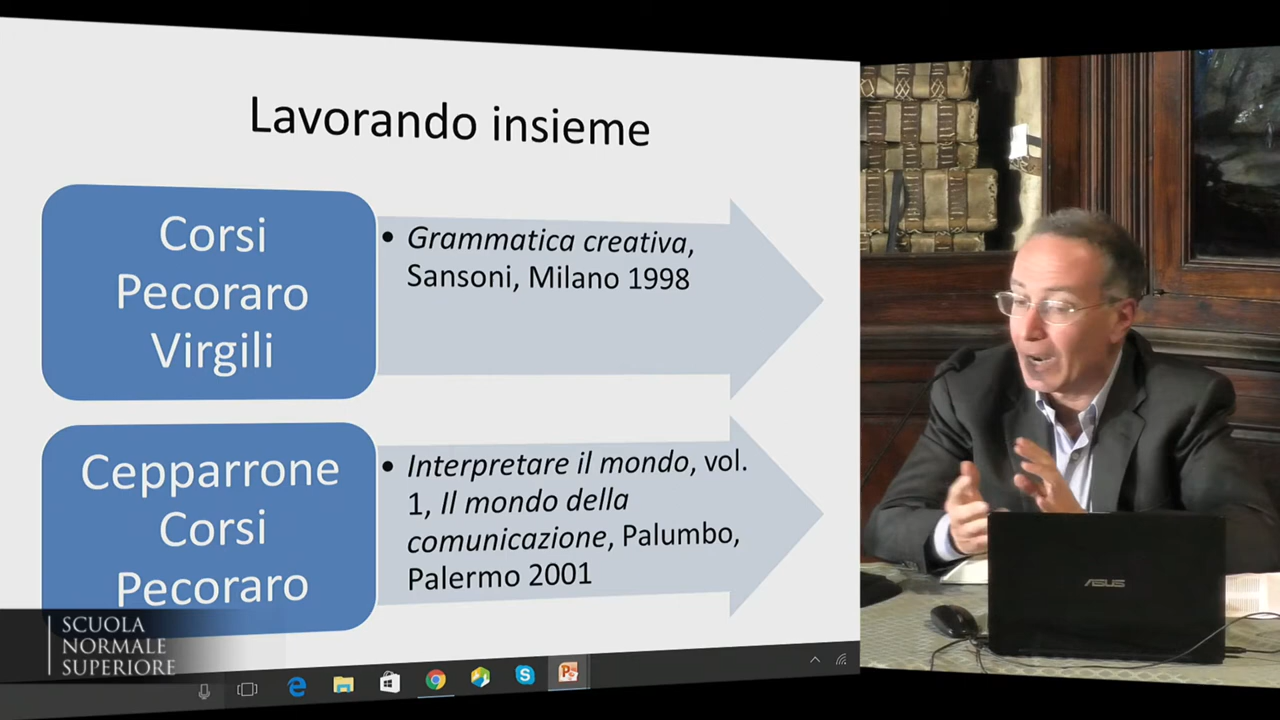 Lavorando insieme
Corsi
Pecoraro
Virgili
• Grammatica creativa,
Sansoni, Milano 1998
Cepparrone
Corsi
Pecoraro
• Interpretare il mondo, vol.
1, Il mondo della
comunicazione, Palumbo,
Palermo 2001
SCUOLA
NORMALE
SUPERIORE
ASUS